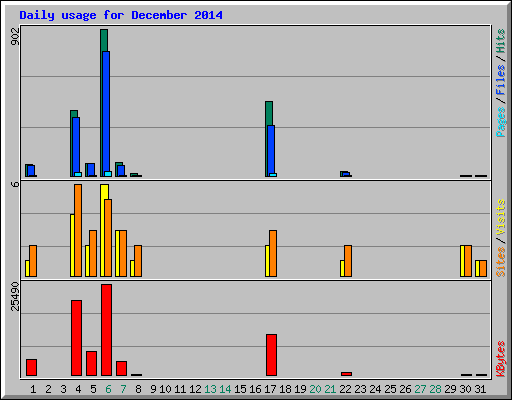 Daily usage for December 2014
902
Pages / Files / Hits
6
Sites / Visits
25490
KBytes
1 2 3 4 5 6 7 8 9 10 11 12 13 14 15 16 17 18 19 20 21 22 23 24 25 26 27 28 29 30 31